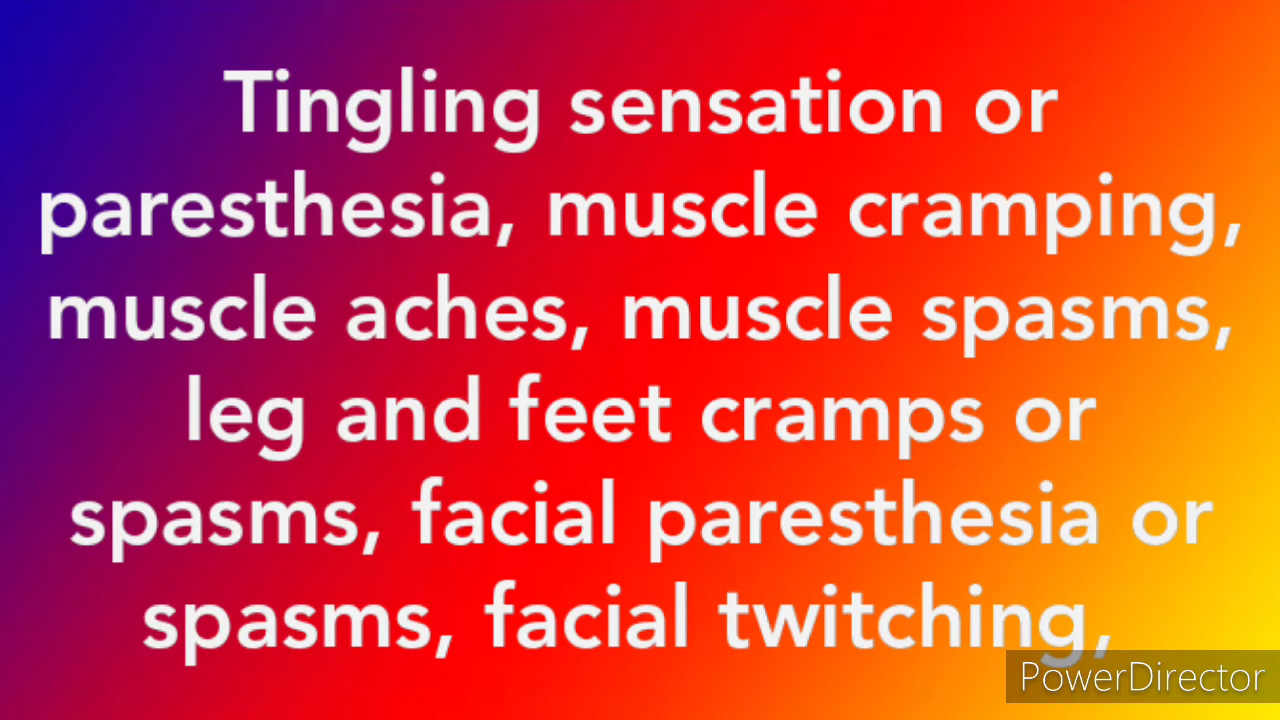 Tingling sensation or
paresthesia, muscle cramping,
muscle aches, muscle spasms,
leg and feet cramps or
spasms, facial paresthesia or
spasms, facial twitching,
PowerDirector